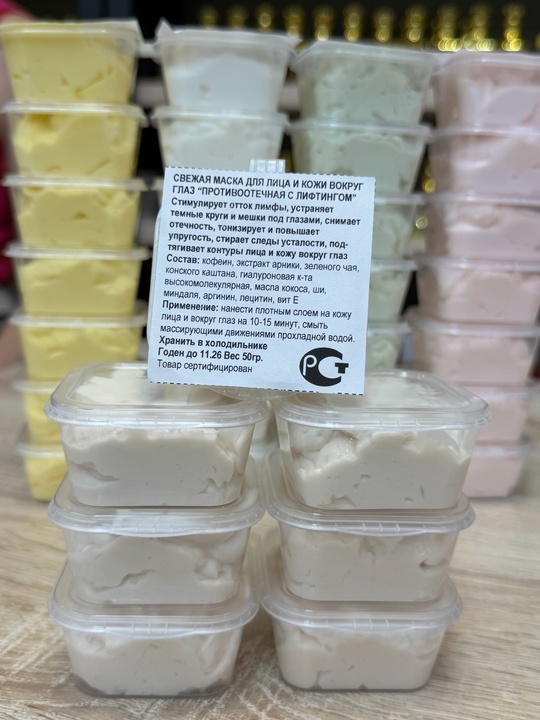 СВЕЖАЯ МАСКА ДЛЯ ЛИЦА И КОЖИ ВОКРУГ
ГЛАЗ "ПРОТИВООТЕЧНАЯ С ЛИФТИНГОМ"
Стимулирует отток лимфы, устраняет
темные круги и мешки под глазами, снимает
отечность, тонизирует и повышает
упругость, стирает следы усталости, под-
тягивает контуры лица и кожу вокруг глаз
Состав: кофеин, экстракт арники, зеленого чая,
конского каштана, гиалуроновая к-та
высокомолекулярная, масла кокоса, ши,
миндаля, аргинин, лецитин, вит Е
Применение: нанести плотным слоем на кожу
лица и вокруг глаз на 10-15 минут, смыть
массирующими движениями прохладной водой.
Хранить в холодильнике
Годен до 11.26 Вес 50гр.
Товар сертифицирован
РСТ